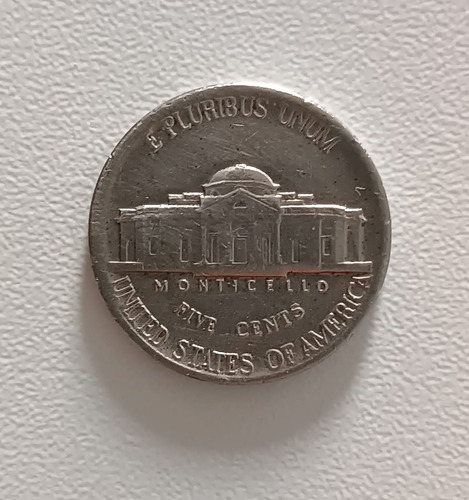 E PLURIBUS UNUM
MONTICELLO
FIVE CENTS
UNITED STATES OF AMERICA